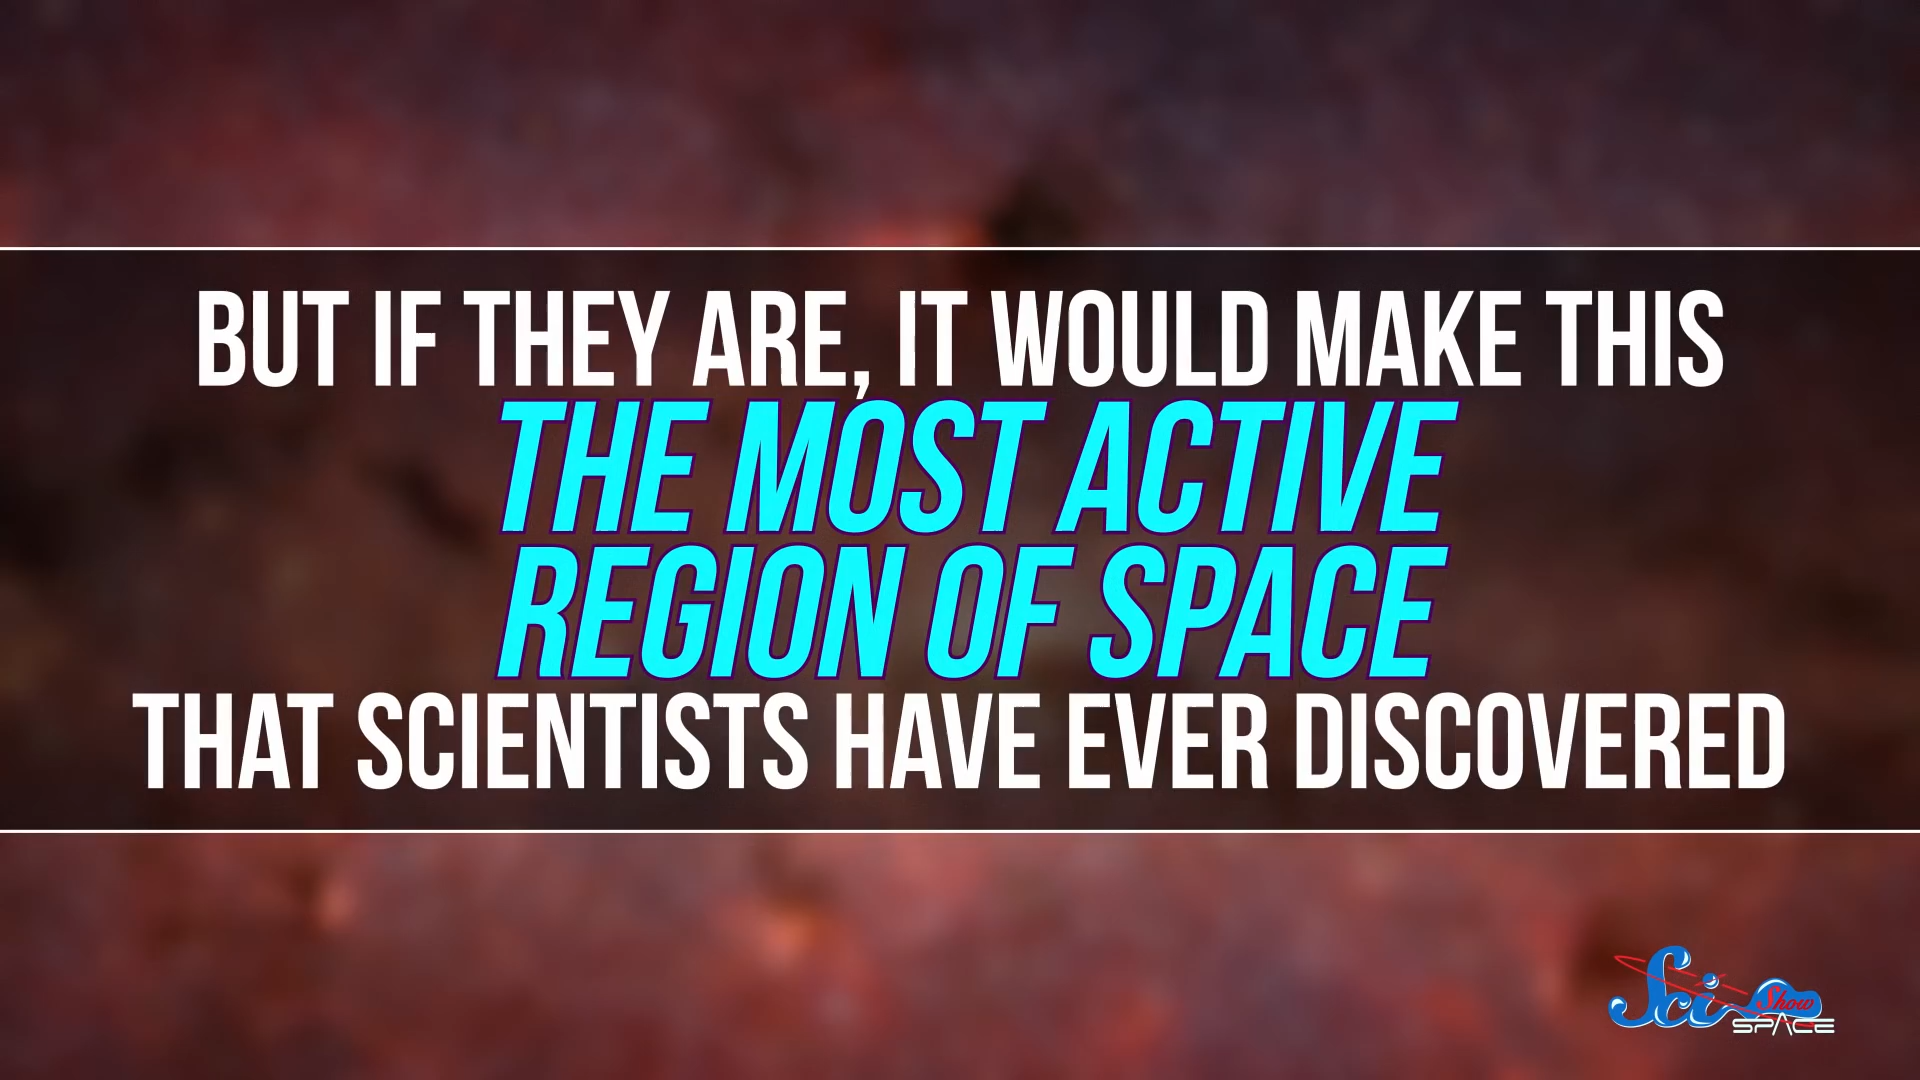 BUT IF THEY ARE, IT WOULD MAKE THIS
THE MOST ACTIVE
REGION OF SPACE
THAT SCIENTISTS HAVE EVER DISCOVERED
Sci Show
SPACE